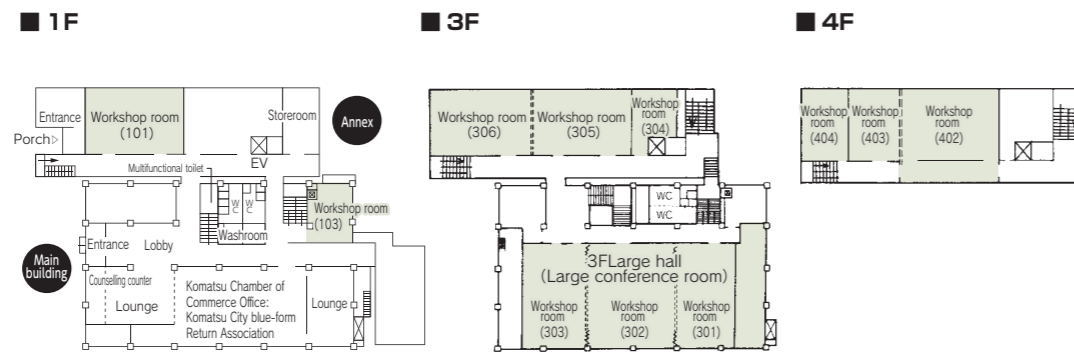 ■ 1F
Entrance
Workshop room
(101)
Storeroom
Annex
Porch▷
EV
Multifunctional toilet
WC
WC
Workshop room
(103)
Washroom
Main
building
Entrance
Lobby
Counselling counter
Lounge
Komatsu Chamber of
Commerce Office:
Komatsu City blue-form
Return Association
Lounge
■ 3F
Workshop room
(306)
Workshop room
(305)
Workshop
room
(304)
WC
WC
3FLarge hall
(Large conference room)
Workshop
room
(303)
Workshop
room
(302)
Workshop
room
(301)
■ 4F
Workshop
room
(404)
Workshop
room
(403)
Workshop room
(402)